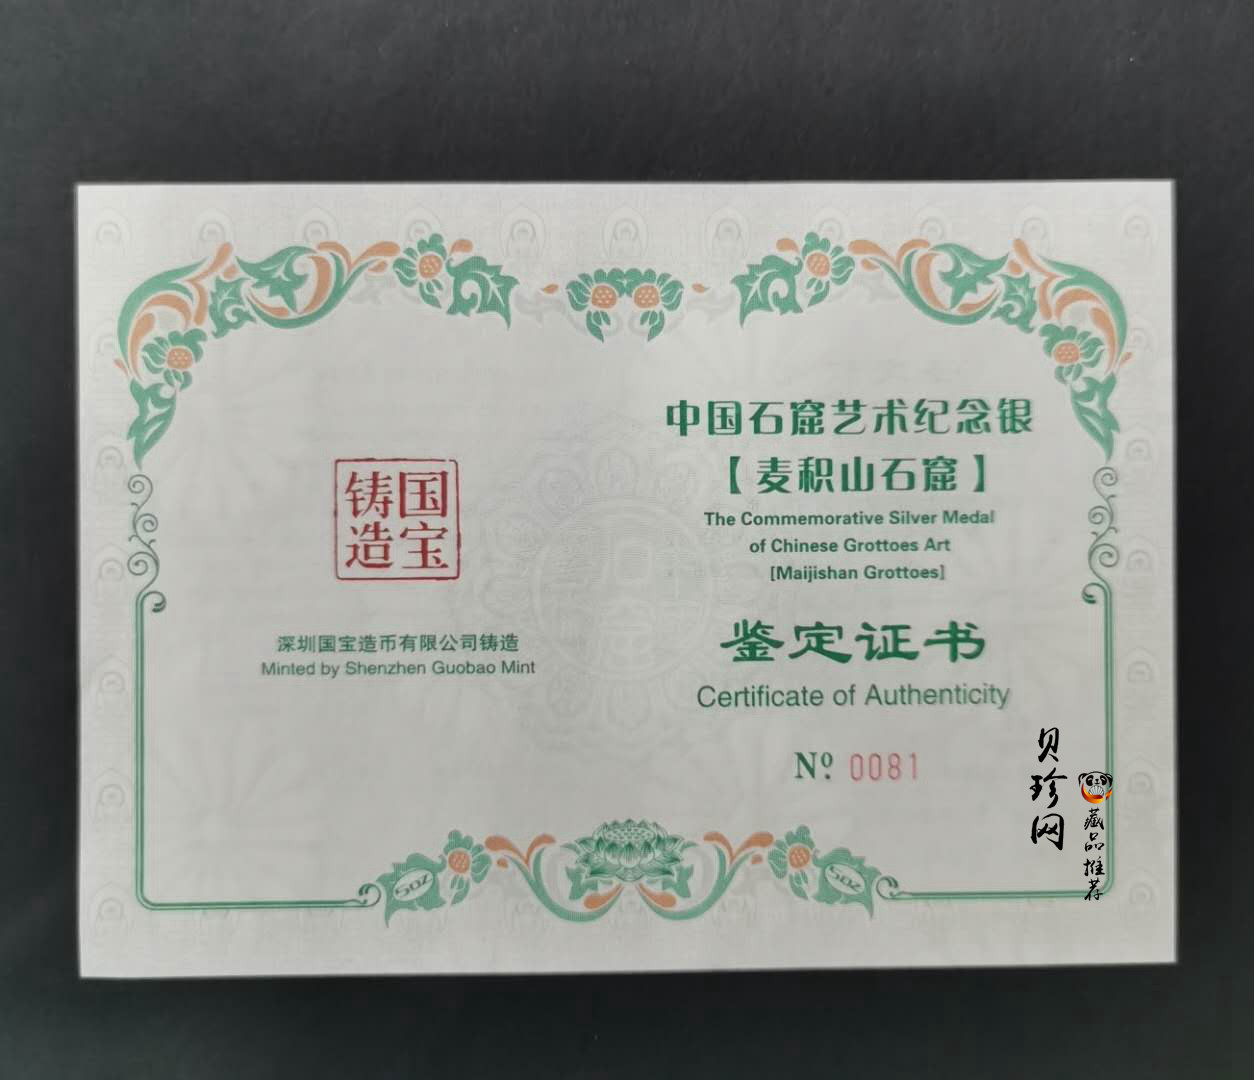 中国石窟艺术纪念银
【麦积山石窟】
The Commemorative Silver Medal
of Chinese Grottoes Art
[Maijishan Grottoes]
鉴定证书
Certificate of Authenticity
Nº. 0081
国宝
铸造
深圳国宝造币有限公司铸造
Minted by Shenzhen Guobao Mint
5oz
5oz
贝珍网
藏品推荐